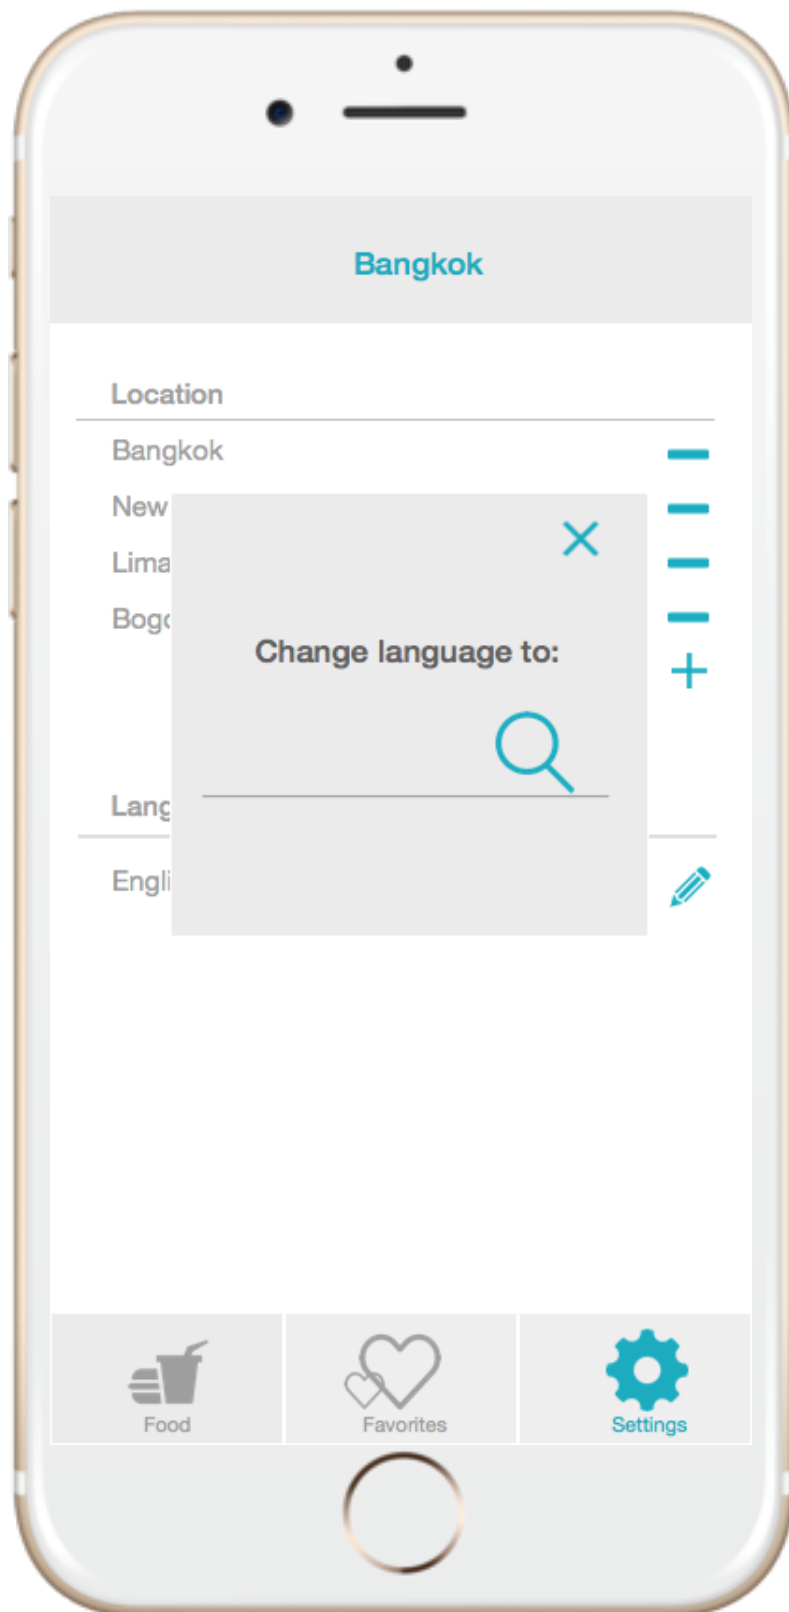 Bangkok
Location
Bangkok
New
Lima
Bogo
Change language to:
Lang
Engli
Food
Favorites
Settings